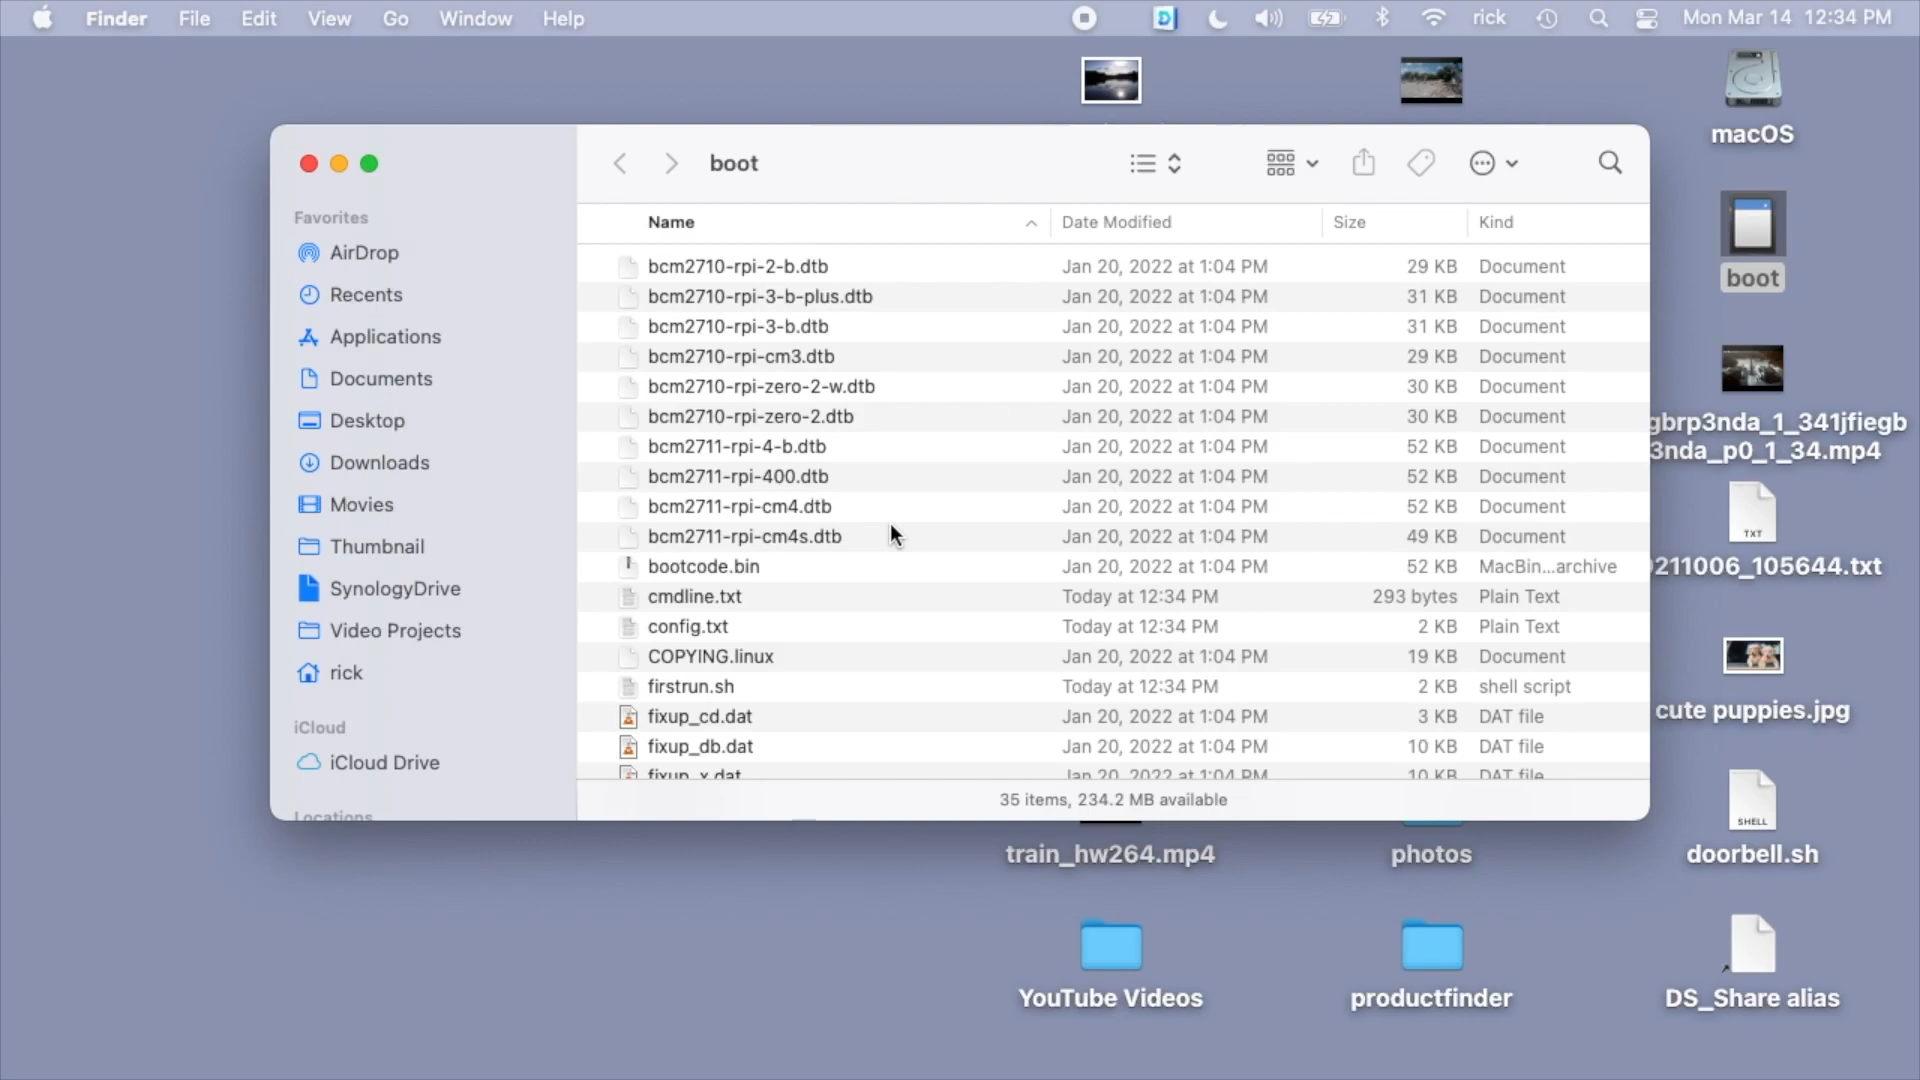 Finder File Edit View Go Window Help rick Mon Mar 14 12:34 PM
macOS
boot
Name Date Modified Size Kind
Favorites
AirDrop
Recents
Applications
Documents
Desktop
Downloads
Movies
Thumbnail
SynologyDrive
Video Projects
rick
iCloud
iCloud Drive
Locations
bcm2710-rpi-2-b.dtb Jan 20, 2022 at 1:04 PM 29 KB Document
bcm2710-rpi-3-b-plus.dtb Jan 20, 2022 at 1:04 PM 31 KB Document
bcm2710-rpi-3-b.dtb Jan 20, 2022 at 1:04 PM 31 KB Document
bcm2710-rpi-cm3.dtb Jan 20, 2022 at 1:04 PM 29 KB Document
bcm2710-rpi-zero-2-w.dtb Jan 20, 2022 at 1:04 PM 30 KB Document
bcm2710-rpi-zero-2.dtb Jan 20, 2022 at 1:04 PM 30 KB Document
bcm2711-rpi-4-b.dtb Jan 20, 2022 at 1:04 PM 52 KB Document
bcm2711-rpi-400.dtb Jan 20, 2022 at 1:04 PM 52 KB Document
bcm2711-rpi-cm4.dtb Jan 20, 2022 at 1:04 PM 52 KB Document
bcm2711-rpi-cm4s.dtb Jan 20, 2022 at 1:04 PM 49 KB Document
bootcode.bin Jan 20, 2022 at 1:04 PM 52 KB MacBin...archive
cmdline.txt Today at 12:34 PM 293 bytes Plain Text
config.txt Today at 12:34 PM 2 KB Plain Text
COPYING.linux Jan 20, 2022 at 1:04 PM 19 KB Document
firstrun.sh Today at 12:34 PM 2 KB shell script
fixup_cd.dat Jan 20, 2022 at 1:04 PM 3 KB DAT file
fixup_db.dat Jan 20, 2022 at 1:04 PM 10 KB DAT file
fixup_x.dat Jan 20, 2022 at 1:04 PM 10 KB DAT file
35 items, 234.2 MB available
boot
gbrp3nda_1_341jfiegb
3nda_p0_1_34.mp4
TXT
211006_105644.txt
cute puppies.jpg
SHELL
train_hw264.mp4 photos doorbell.sh
YouTube Videos productfinder DS_Share alias